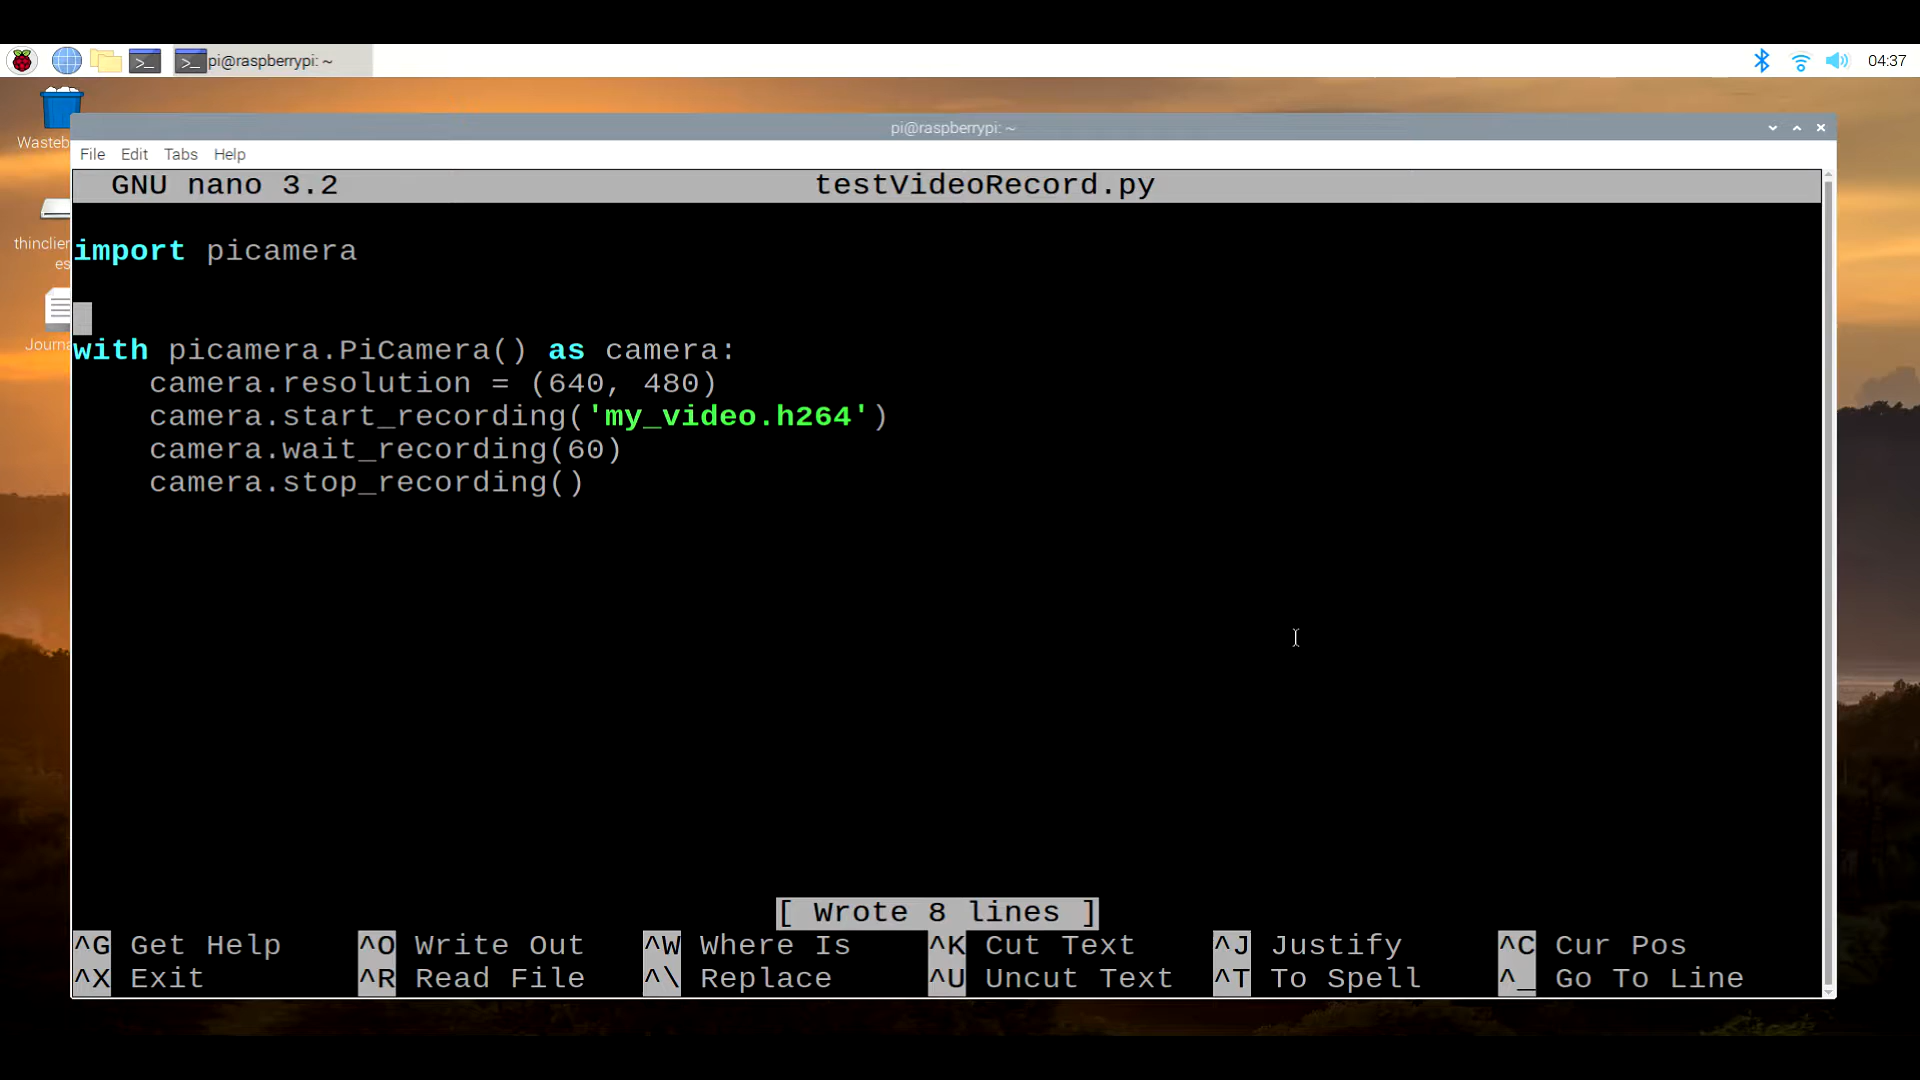 pi@raspberrypi: ~
04:37
Wasteb
thinclie
es
Journa
pi@raspberrypi: ~
File Edit Tabs Help
GNU nano 3.2 testVideoRecord.py
import picamera
with picamera.PiCamera() as camera:
camera.resolution = (640, 480)
camera.start_recording('my_video.h264')
camera.wait_recording(60)
camera.stop_recording()
[ Wrote 8 lines ]
^G Get Help ^O Write Out ^W Where Is ^K Cut Text ^J Justify ^C Cur Pos
^X Exit ^R Read File ^\ Replace ^U Uncut Text ^T To Spell ^_ Go To Line